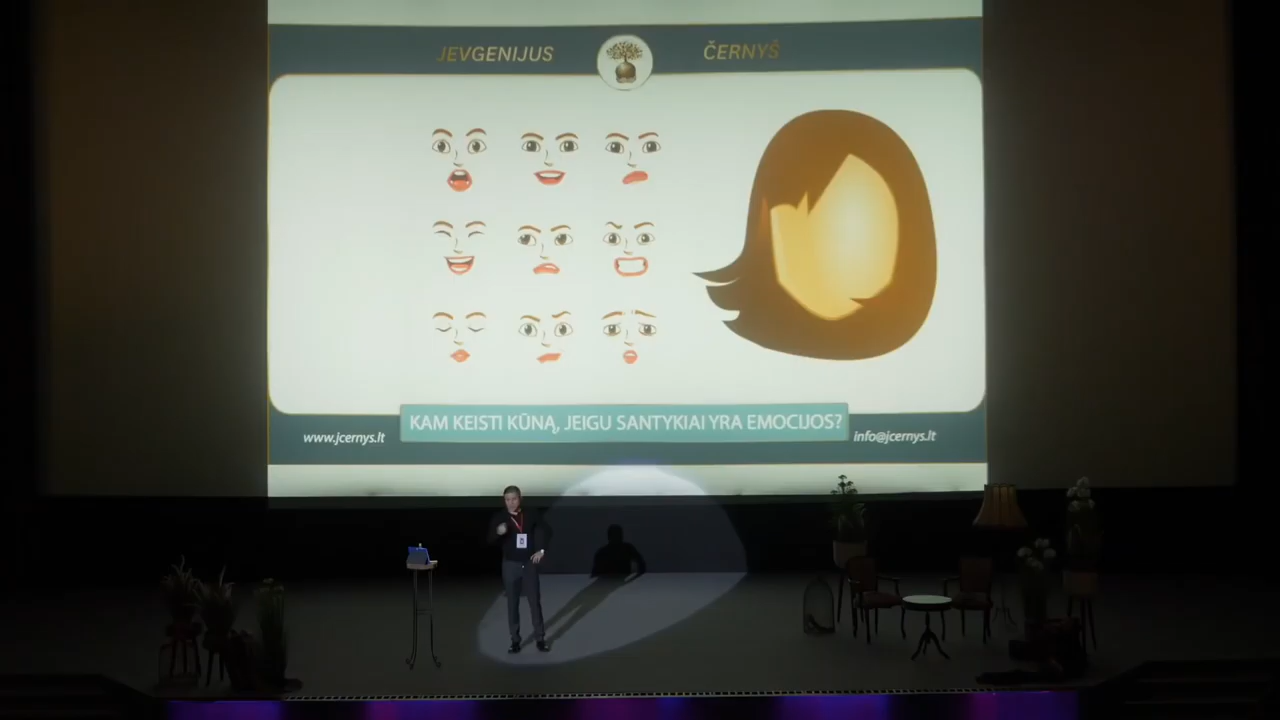 JEVGENIJUS ČERNYŠ
KAM KEISTI KŪNĄ, JEIGU SANTYKIAI YRA EMOCIJOS?
www.jcernys.lt
info@jcernys.lt